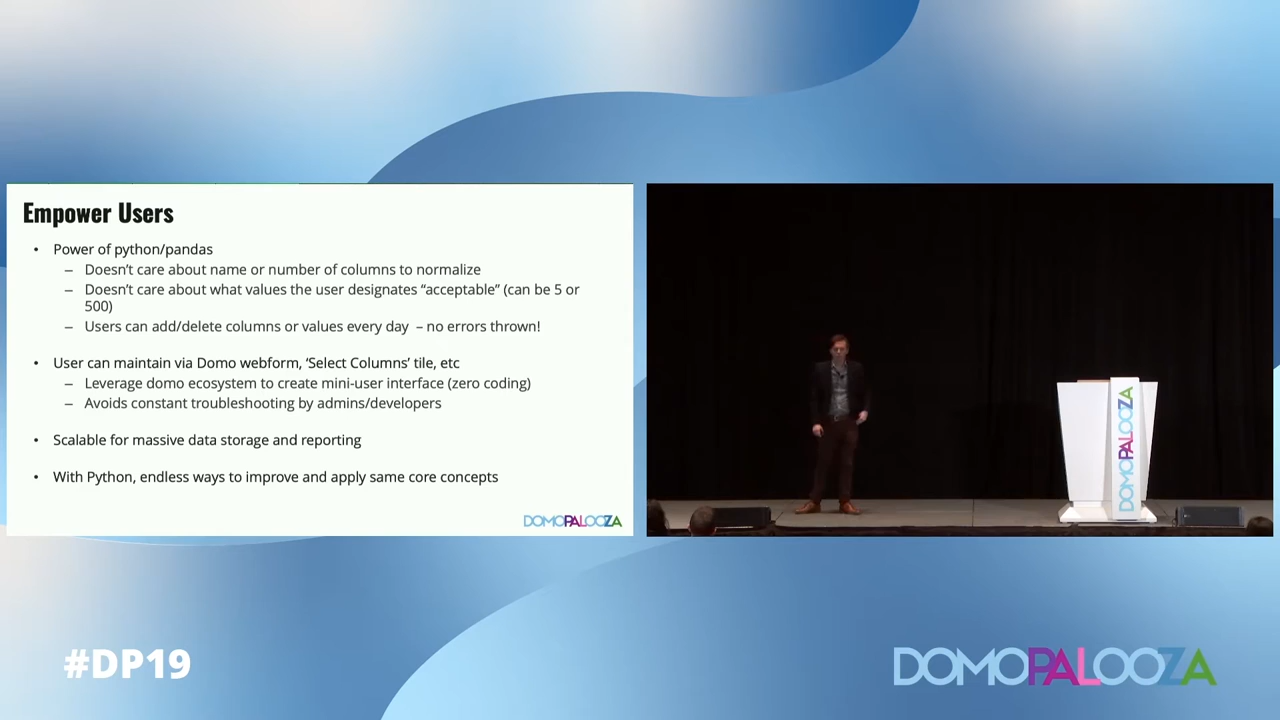 Empower Users
• Power of python/pandas
– Doesn’t care about name or number of columns to normalize
– Doesn’t care about what values the user designates “acceptable” (can be 5 or
500)
– Users can add/delete columns or values every day – no errors thrown!
• User can maintain via Domo webform, ‘Select Columns’ tile, etc
– Leverage domo ecosystem to create mini-user interface (zero coding)
– Avoids constant troubleshooting by admins/developers
• Scalable for massive data storage and reporting
• With Python, endless ways to improve and apply same core concepts
DOMOPALOOZA
DOMOPALOOZA
#DP19
DOMOPALOOZA